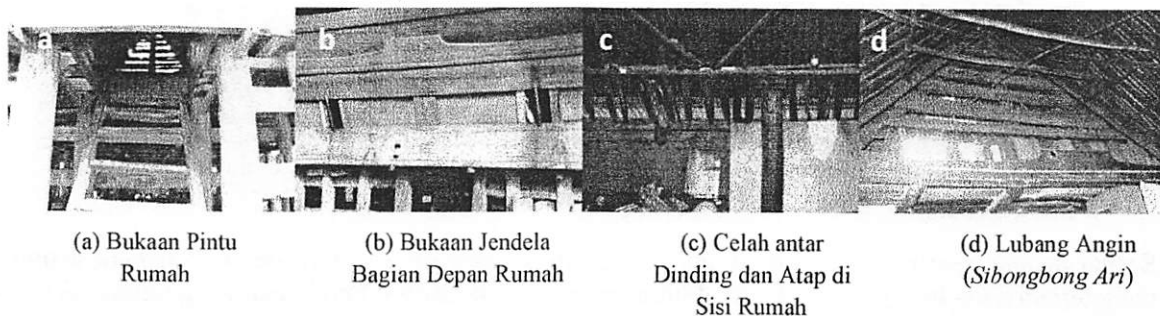 a
b
c
d
(a) Bukaan Pintu
Rumah
(b) Bukaan Jendela
Bagian Depan Rumah
(c) Celah antar
Dinding dan Atap di
Sisi Rumah
(d) Lubang Angin
(Sibongbong Ari)